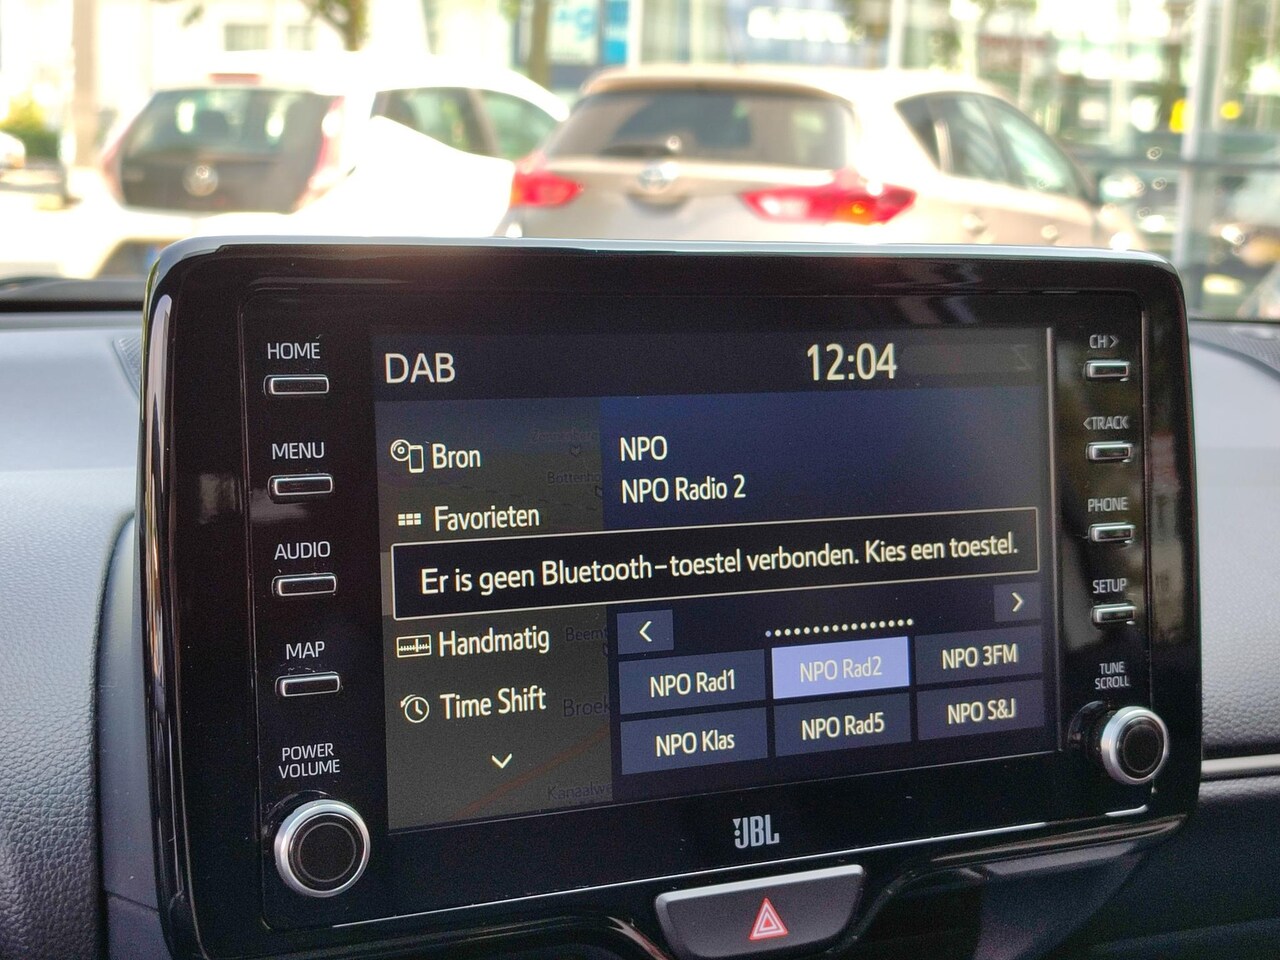 HOME
MENU
AUDIO
MAP
POWER
VOLUME
DAB
12:04
Bron
Favorieten
NPO
NPO Radio 2
Er is geen Bluetooth-toestel verbonden. Kies een toestel.
Handmatig
Time Shift
NPO Rad1
NPO Rad2
NPO 3FM
NPO Klas
NPO Rad5
NPO S&J
JBL
CH >
< TRACK
PHONE
SETUP
TUNE
SCROLL